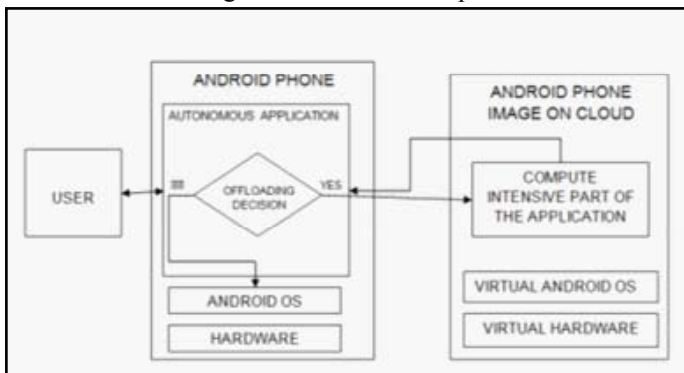 ANDROID PHONE
AUTONOMOUS APPLICATION
USER
OFFLOADING
DECISION
YES
ANDROID OS
HARDWARE
ANDROID PHONE
IMAGE ON CLOUD
COMPUTE
INTENSIVE PART OF
THE APPLICATION
VIRTUAL ANDROID OS
VIRTUAL HARDWARE